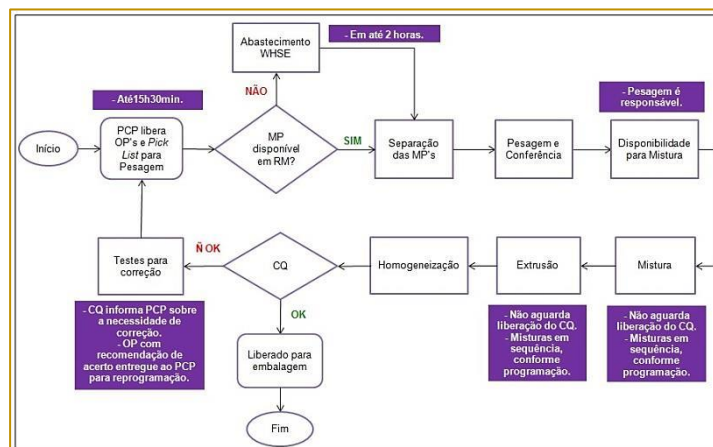 Abastecimento
WHSE
- Em até 2 horas.
- Até15h30min.
NÃO
- Pesagem é
responsável.
Início
PCP libera
OP's e Pick
List para
Pesagem
MP
disponível
em RM?
SIM
Separação
das MP's
Pesagem e
Conferência
Disponibilidade
para Mistura
Testes para
correção
Ñ OK
CQ
Homogeneização
Extrusão
Mistura
OK
- CQ informa PCP sobre
a necessidade de
correção.
- OP com
recomendação de
acerto entregue ao PCP
para reprogramação.
Liberado para
embalagem
- Não aguarda
liberação do CQ.
- Misturas em
sequência,
conforme
programação.
- Não aguarda
liberação do CQ.
- Misturas em
sequência,
conforme
programação.
Fim